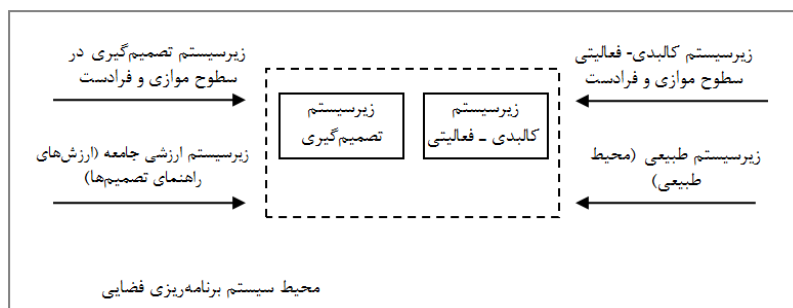 زیرسیستم کالبدی- فعالیتی
سطوح موازی و فرادست
زیرسیستم تصمیم‌گیری در
سطوح موازی و فرادست
زیرسیستم
کالبدی ـ فعالیتی
زیرسیستم
تصمیم‌گیری
زیرسیستم طبیعی (محیط
طبیعی)
زیرسیستم ارزشی جامعه (ارزش‌های
راهنمای تصمیم‌ها)
محیط سیستم برنامه‌ریزی فضایی